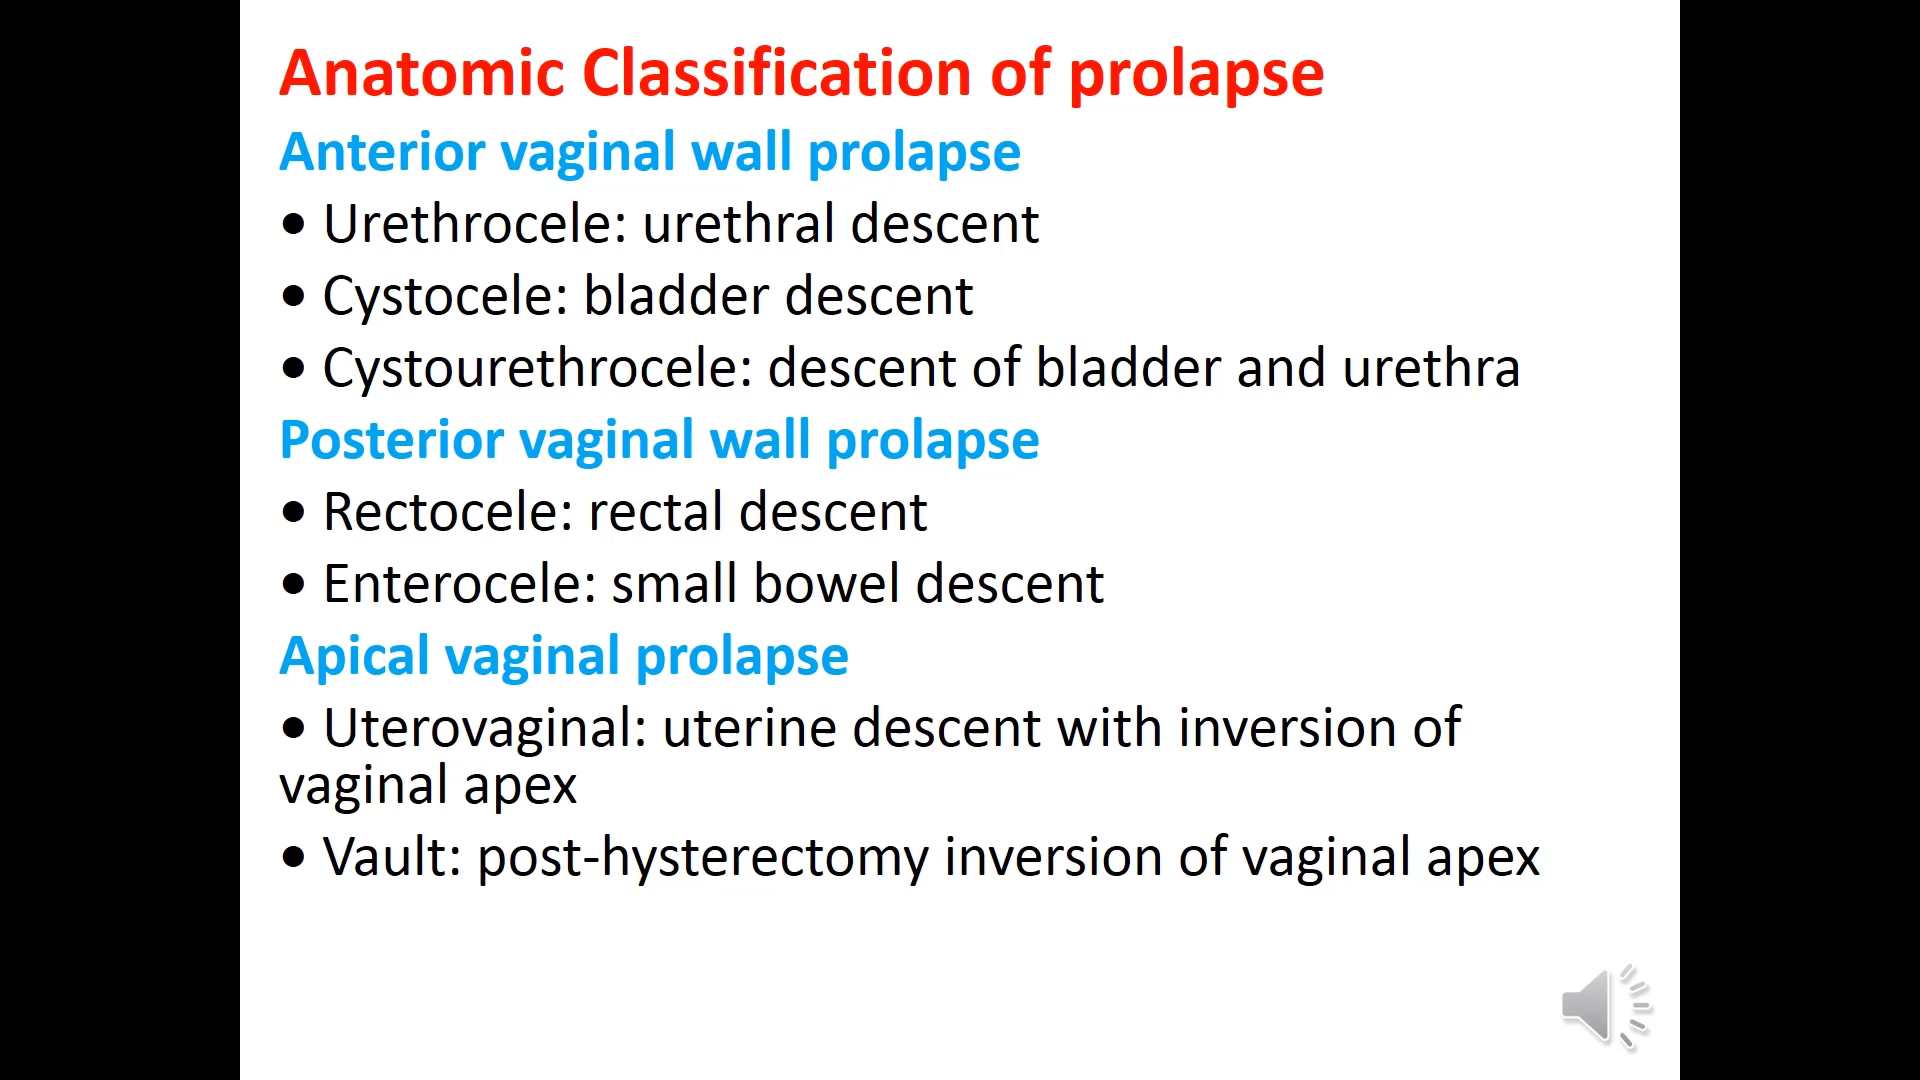 Anatomic Classification of prolapse
Anterior vaginal wall prolapse
• Urethrocele: urethral descent
• Cystocele: bladder descent
• Cystourethrocele: descent of bladder and urethra
Posterior vaginal wall prolapse
• Rectocele: rectal descent
• Enterocele: small bowel descent
Apical vaginal prolapse
• Uterovaginal: uterine descent with inversion of
vaginal apex
• Vault: post-hysterectomy inversion of vaginal apex